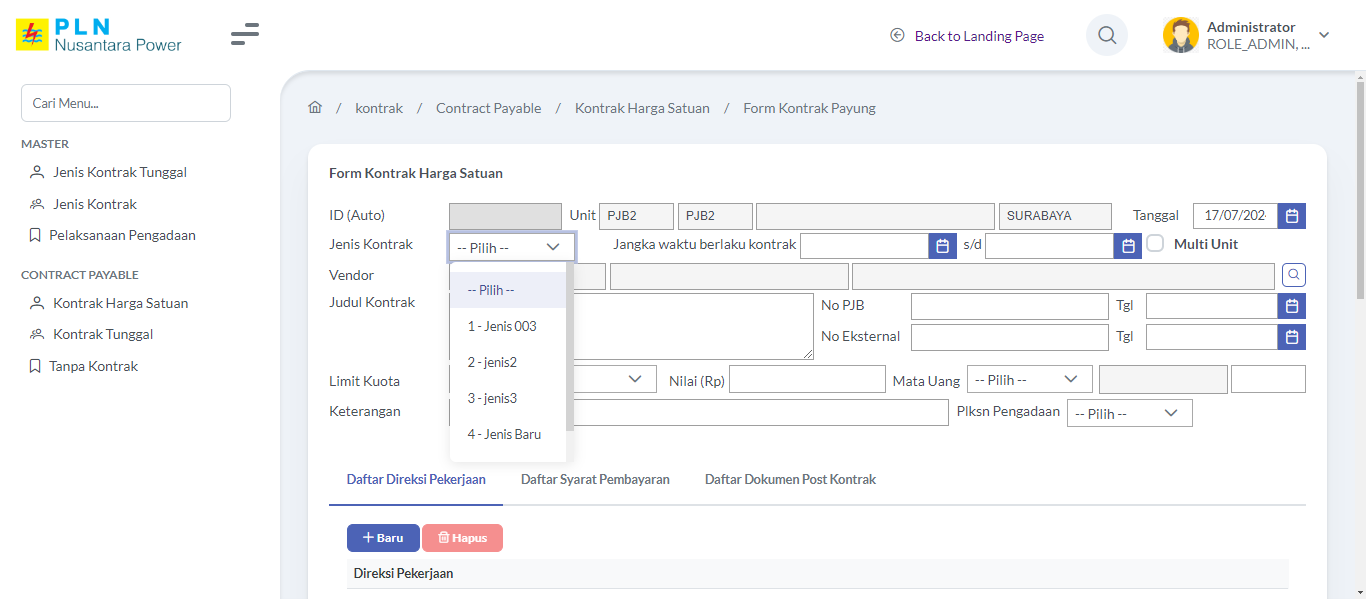 PLN
Nusantara Power
Back to Landing Page
Administrator
ROLE_ADMIN, ...
Cari Menu...
MASTER
Jenis Kontrak Tunggal
Jenis Kontrak
Pelaksanaan Pengadaan
CONTRACT PAYABLE
Kontrak Harga Satuan
Kontrak Tunggal
Tanpa Kontrak
/ kontrak / Contract Payable / Kontrak Harga Satuan / Form Kontrak Payung
Form Kontrak Harga Satuan
ID (Auto) Unit PJB2 PJB2 SURABAYA Tanggal 17/07/202
Jenis Kontrak -- Pilih -- Jangka waktu berlaku kontrak s/d Multi Unit
Vendor
-- Pilih --
1 - Jenis 003
2 - jenis2
3 - jenis3
4 - Jenis Baru
Judul Kontrak No PJB Tgl
No Eksternal Tgl
Limit Kuota Nilai (Rp) Mata Uang -- Pilih --
Keterangan Plksn Pengadaan -- Pilih --
Daftar Direksi Pekerjaan Daftar Syarat Pembayaran Daftar Dokumen Post Kontrak
+ Baru Hapus
Direksi Pekerjaan